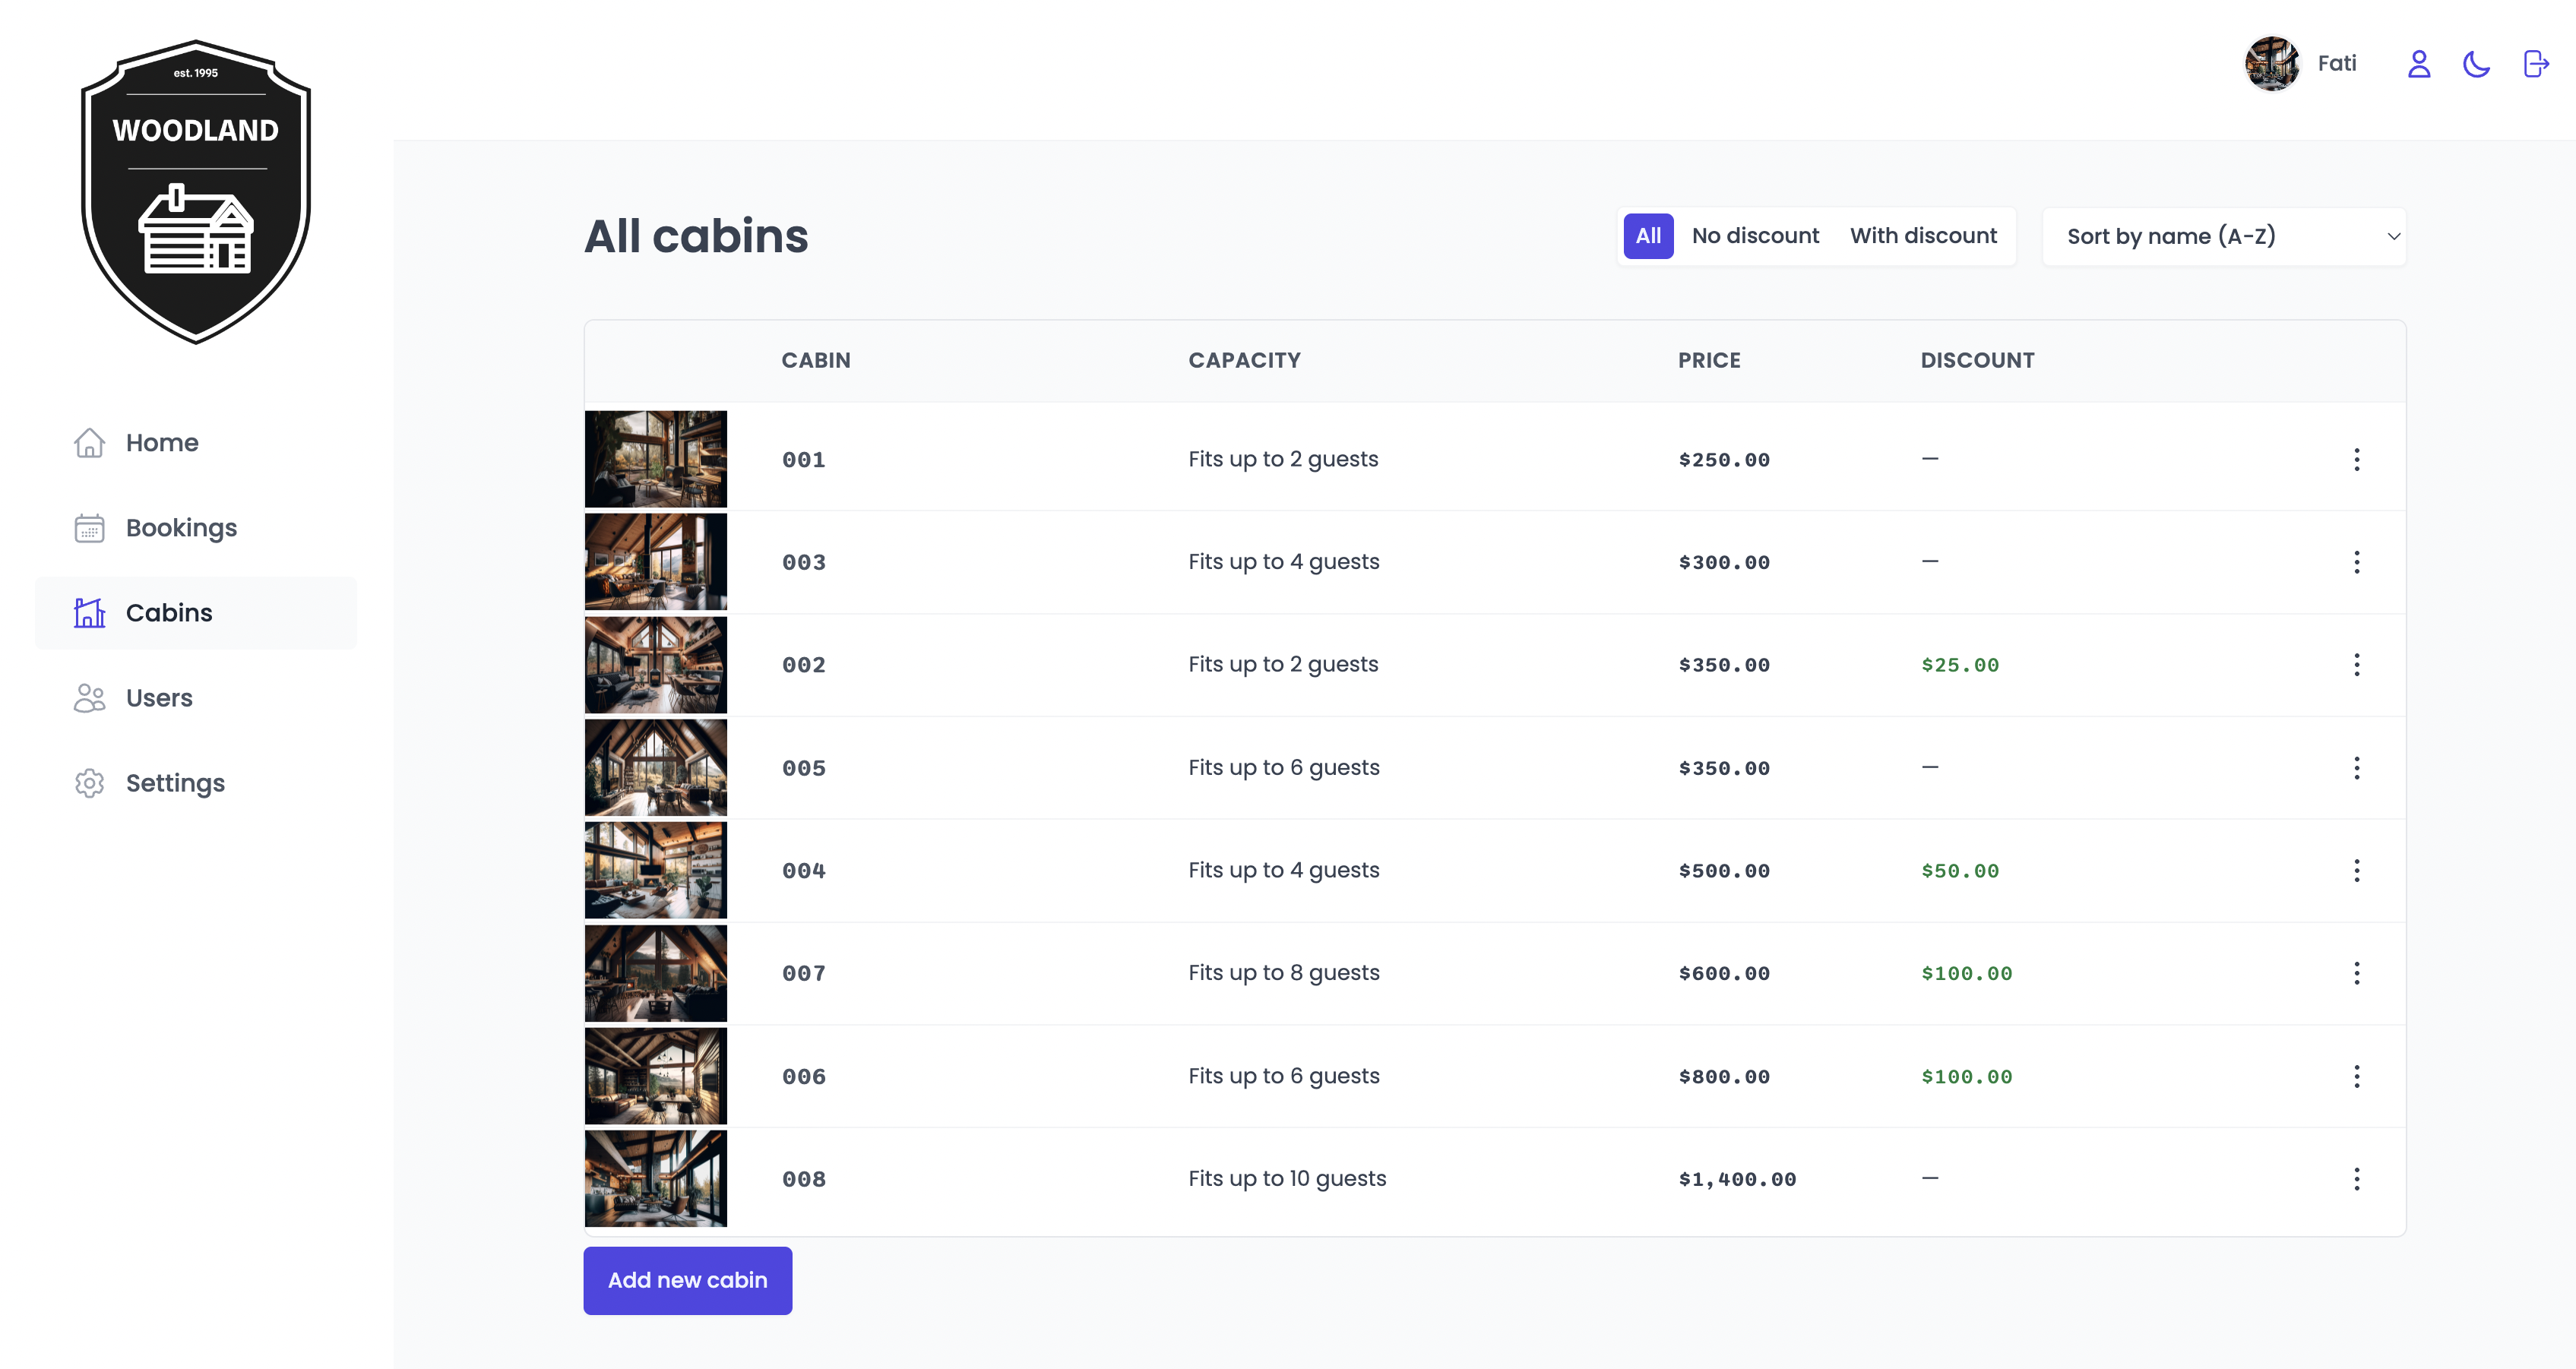 est. 1995
WOODLAND
Fati
Home
Bookings
Cabins
Users
Settings
All cabins
All No discount With discount Sort by name (A-Z)
CABIN CAPACITY PRICE DISCOUNT
001 Fits up to 2 guests $250.00 —
003 Fits up to 4 guests $300.00 —
002 Fits up to 2 guests $350.00 $25.00
005 Fits up to 6 guests $350.00 —
004 Fits up to 4 guests $500.00 $50.00
007 Fits up to 8 guests $600.00 $100.00
006 Fits up to 6 guests $800.00 $100.00
008 Fits up to 10 guests $1,400.00 —
Add new cabin